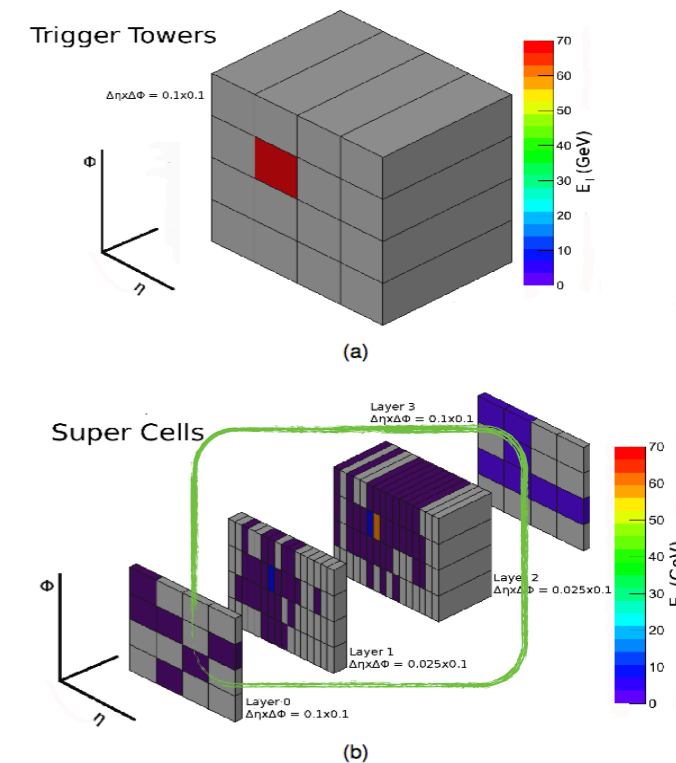 Trigger Towers
ΔηxΔΦ = 0.1x0.1
Φ
η
70
60
50
40
30
20
10
0
E⊥ (GeV)
(a)
Super Cells
Layer 3
ΔηxΔΦ = 0.1x0.1
Φ
η
Layer 2
ΔηxΔΦ = 0.025x0.1
Layer 1
ΔηxΔΦ = 0.025x0.1
Layer 0
ΔηxΔΦ = 0.1x0.1
70
60
50
40
30
20
10
0
(GeV)
(b)